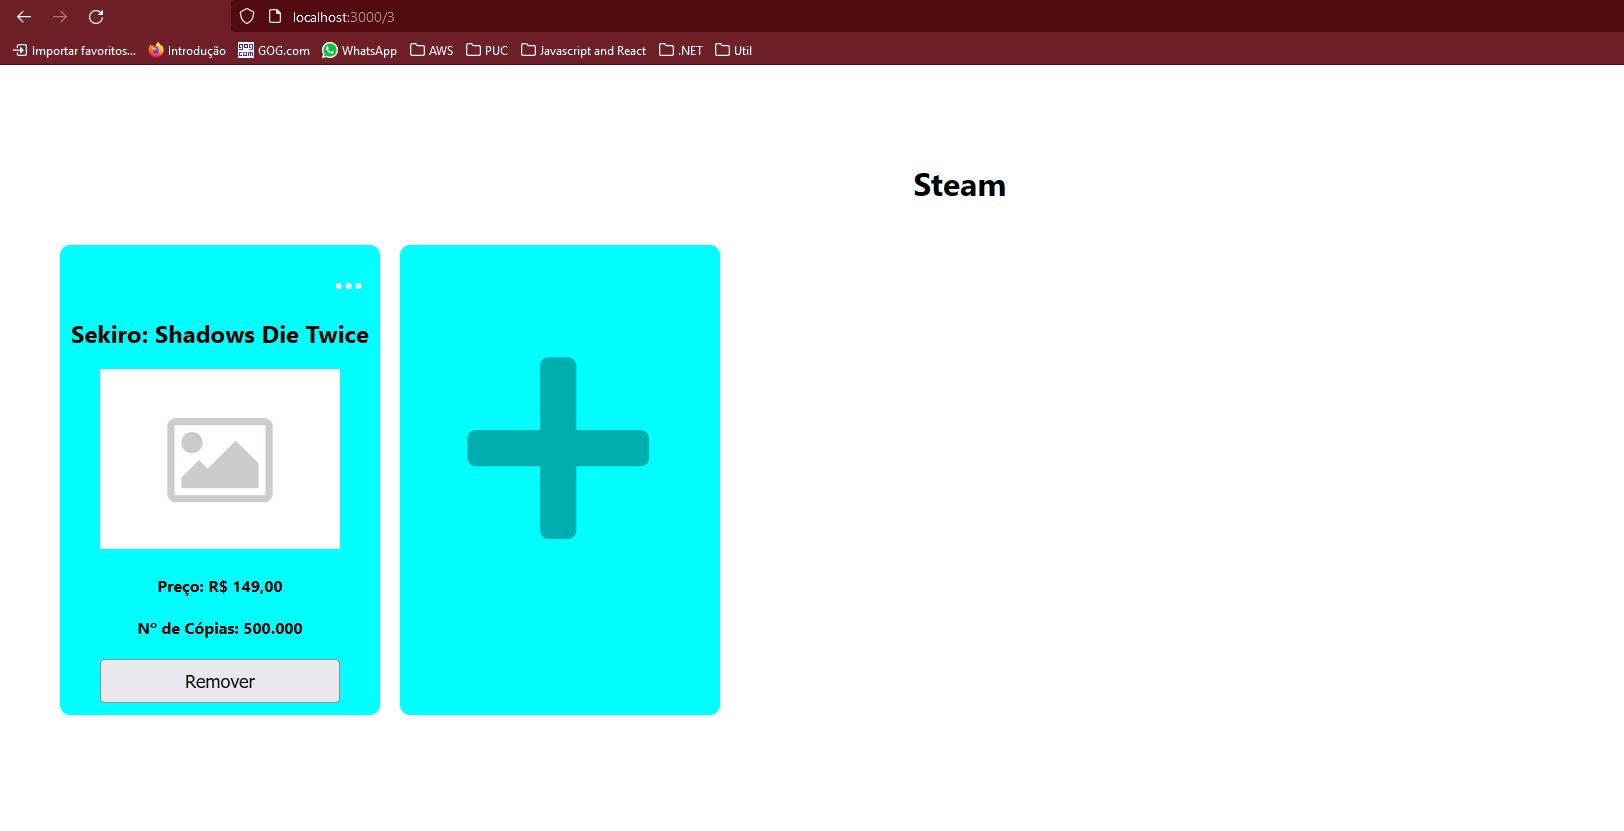 localhost:3000/3
Importar favoritos... Introdução GOG.com WhatsApp AWS PUC Javascript and React .NET Util
Steam
Sekiro: Shadows Die Twice
Preço: R$ 149,00
Nº de Cópias: 500.000
Remover